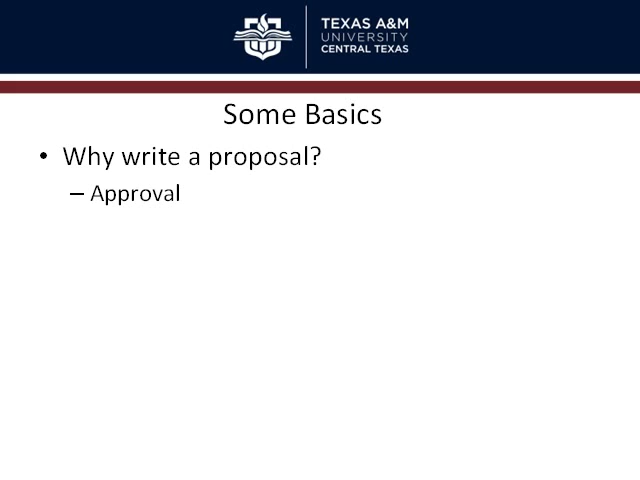 TEXAS A&M
UNIVERSITY
CENTRAL TEXAS
Some Basics
• Why write a proposal?
– Approval